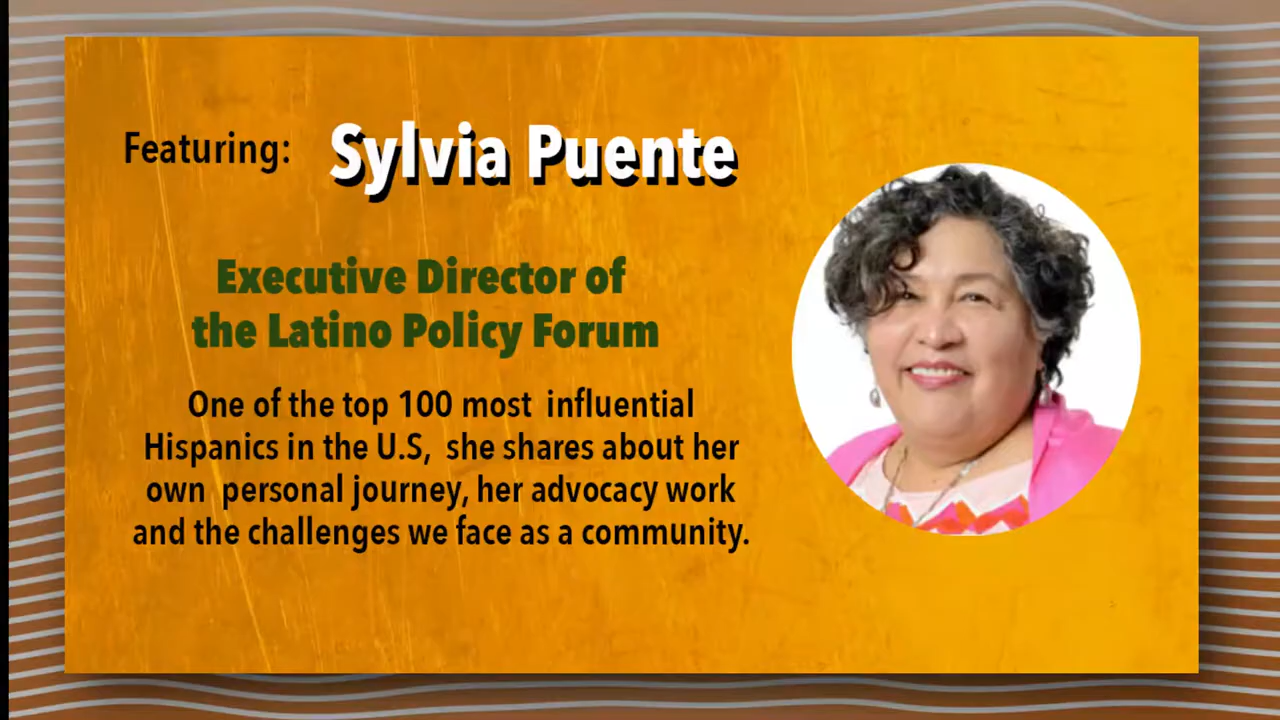 Featuring: Sylvia Puente
Executive Director of
the Latino Policy Forum
One of the top 100 most influential
Hispanics in the U.S, she shares about her
own personal journey, her advocacy work
and the challenges we face as a community.